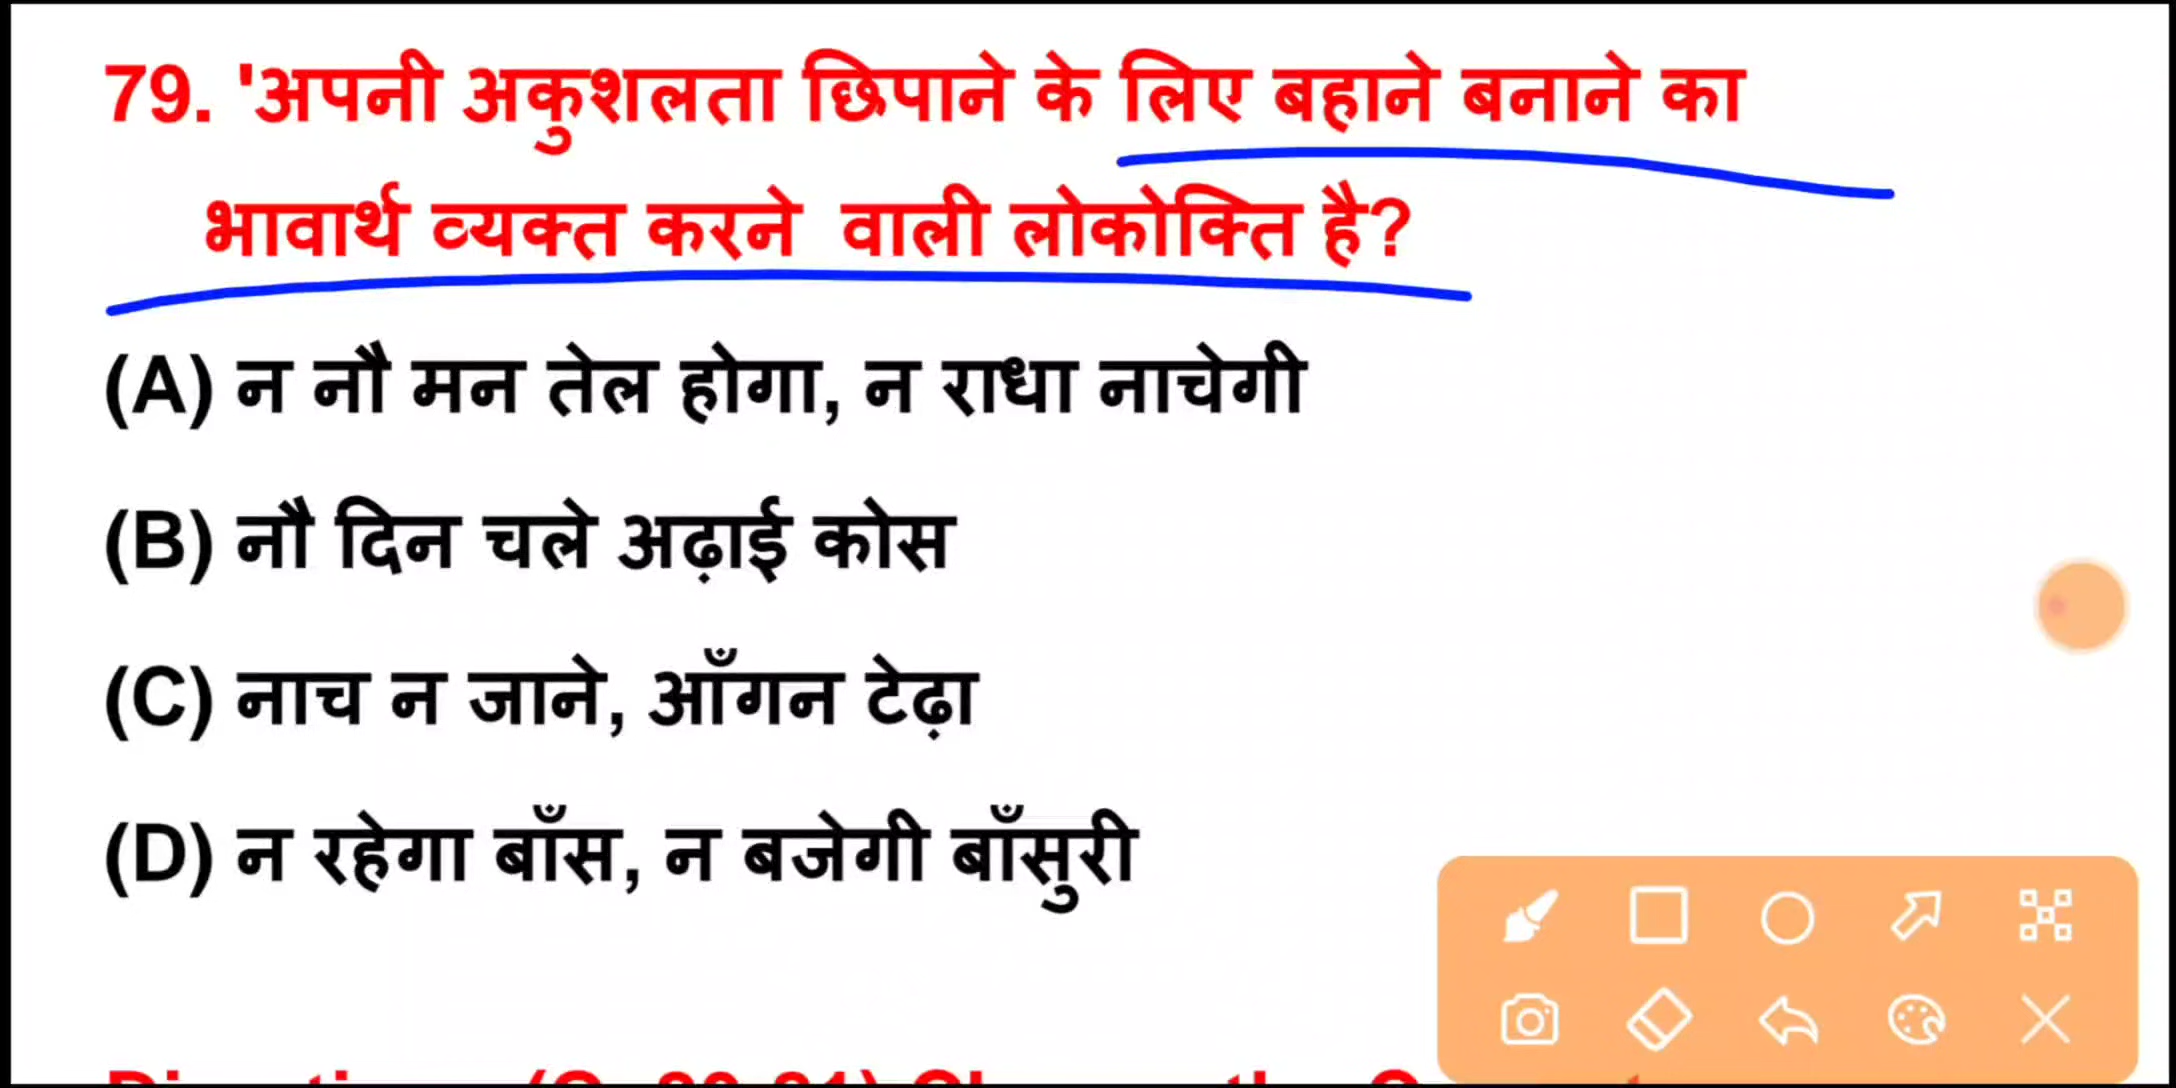 79. 'अपनी अकुशलता छिपाने के लिए बहाने बनाने का
भावार्थ व्यक्त करने वाली लोकोक्ति है?
(A) न नौ मन तेल होगा, न राधा नाचेगी
(B) नौ दिन चले अढ़ाई कोस
(C) नाच न जाने, आँगन टेढ़ा
(D) न रहेगा बाँस, न बजेगी बाँसुरी